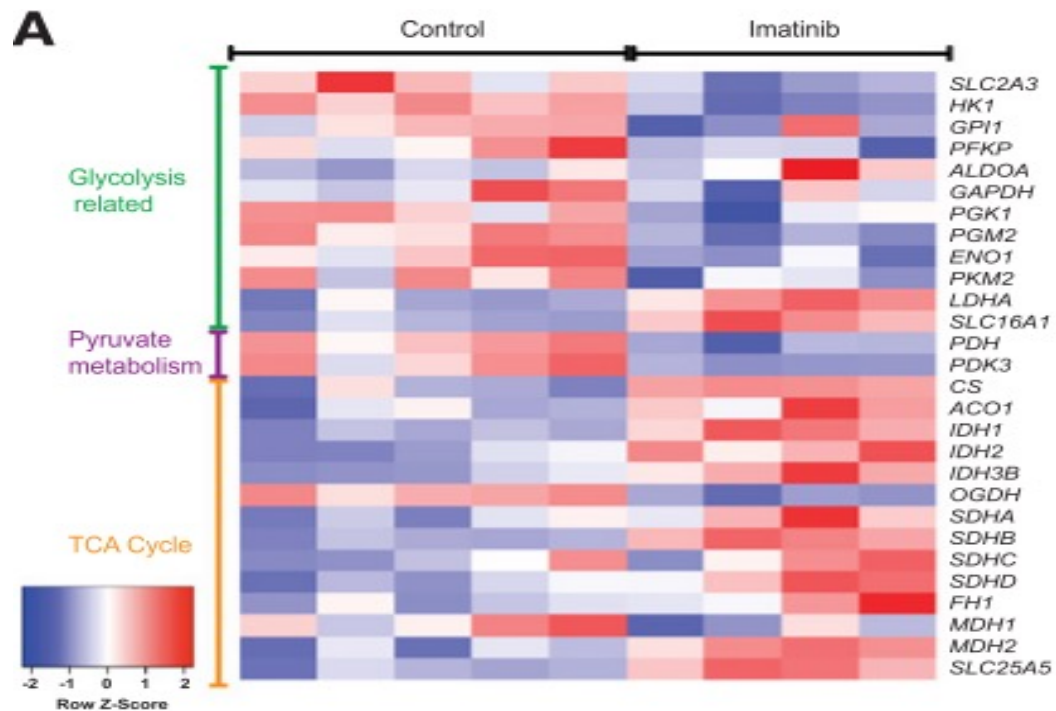 A
Control
Imatinib
Glycolysis
related
Pyruvate
metabolism
TCA Cycle
SLC2A3
HK1
GPI1
PFKP
ALDOA
GAPDH
PGK1
PGM2
ENO1
PKM2
LDHA
SLC16A1
PDH
PDK3
CS
ACO1
IDH1
IDH2
IDH3B
OGDH
SDHA
SDHB
SDHC
SDHD
FH1
MDH1
MDH2
SLC25A5
-2 -1 0 1 2
Row Z-Score